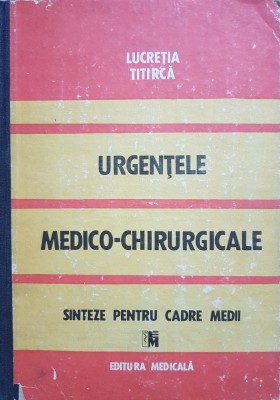 LUCREȚIA
TITIRCĂ
URGENȚELE
MEDICO-CHIRURGICALE
SINTEZE PENTRU CADRE MEDII
EDITURA MEDICALĂ